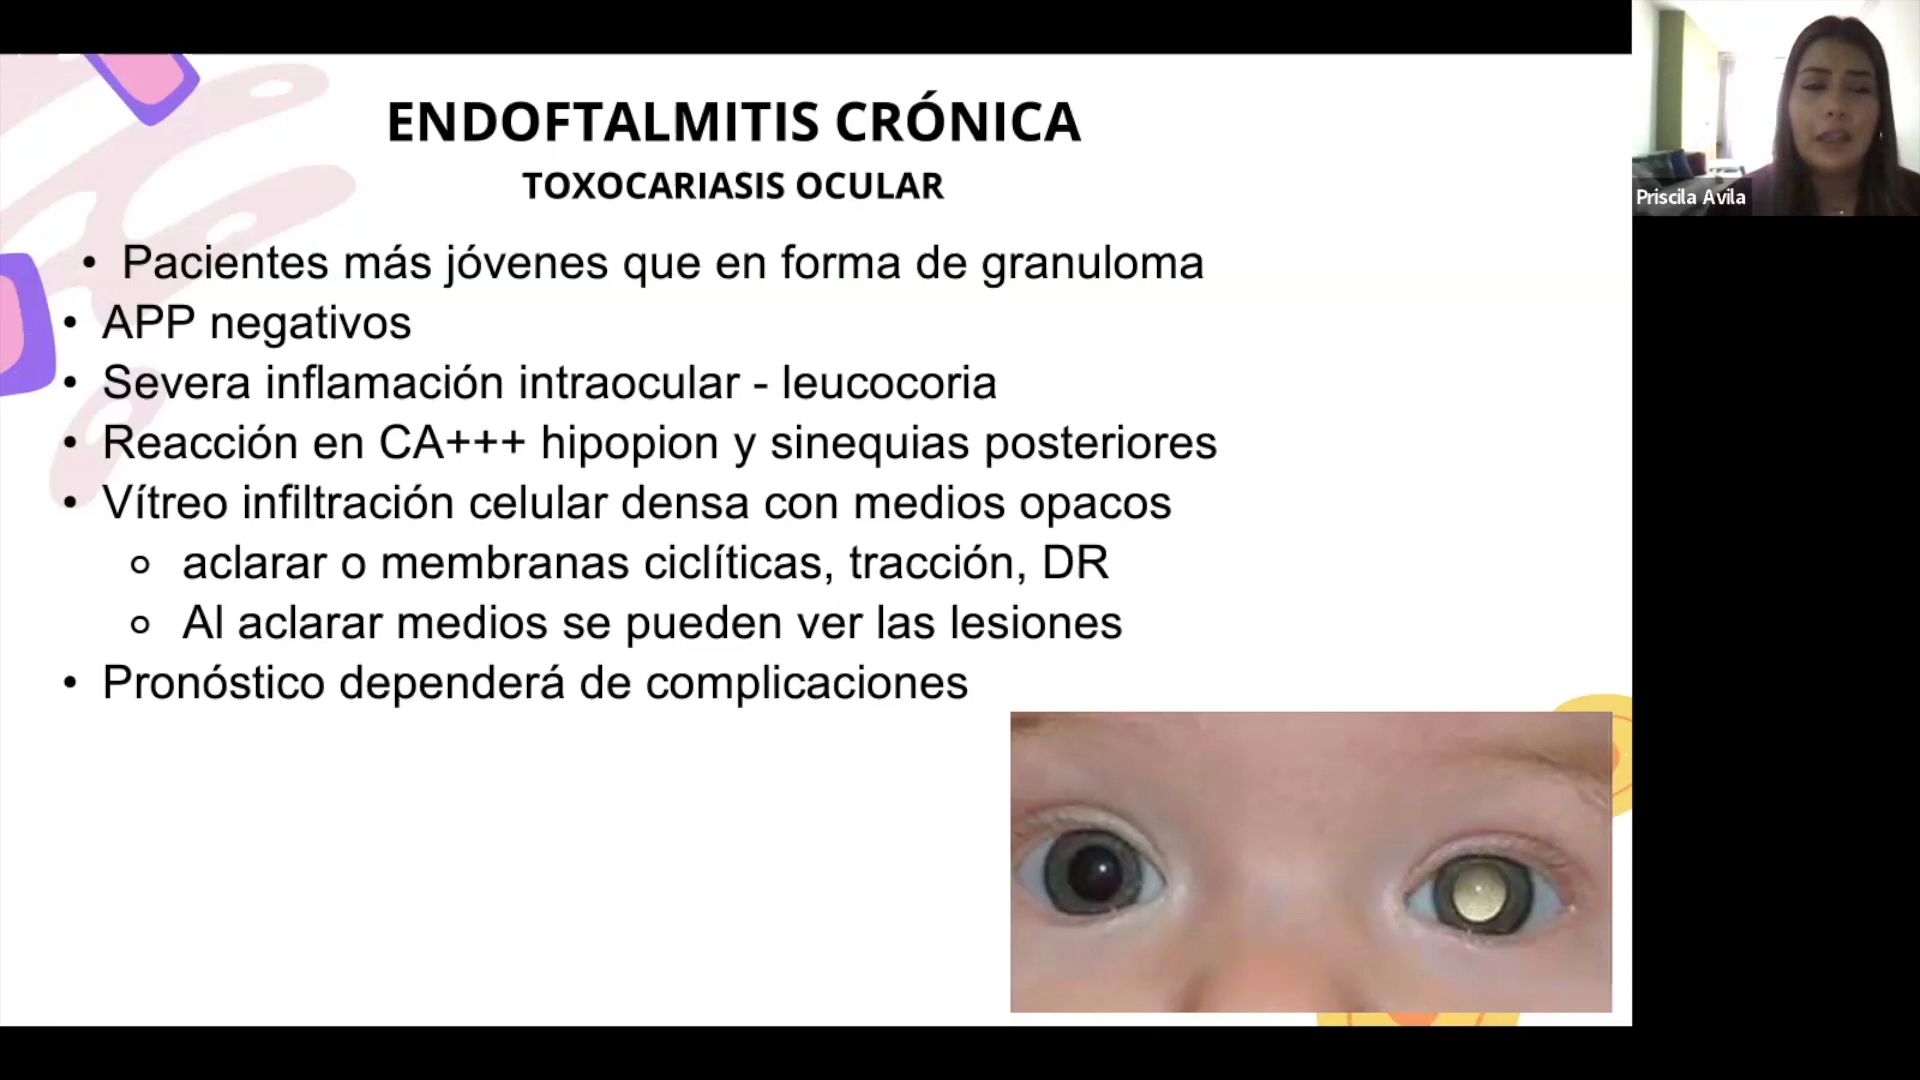 ENDOFTALMITIS CRÓNICA
TOXOCARIASIS OCULAR
• Pacientes más jóvenes que en forma de granuloma
• APP negativos
• Severa inflamación intraocular - leucocoria
• Reacción en CA+++ hipopion y sinequias posteriores
• Vítreo infiltración celular densa con medios opacos
○ aclarar o membranas ciclíticas, tracción, DR
○ Al aclarar medios se pueden ver las lesiones
• Pronóstico dependerá de complicaciones
Priscila Avila